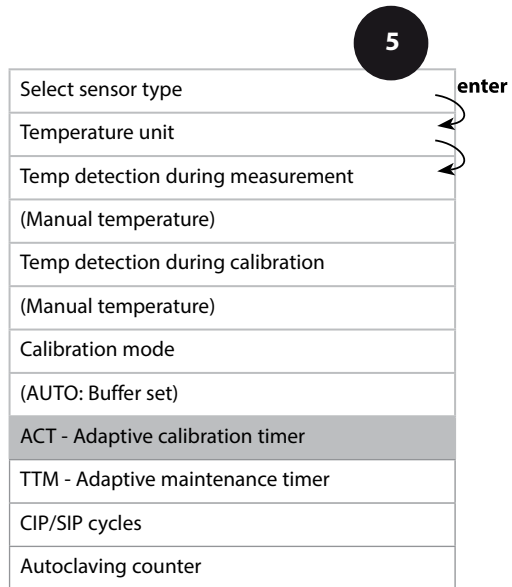 5
enter
Select sensor type
Temperature unit
Temp detection during measurement
(Manual temperature)
Temp detection during calibration
(Manual temperature)
Calibration mode
(AUTO: Buffer set)
ACT - Adaptive calibration timer
TTM - Adaptive maintenance timer
CIP/SIP cycles
Autoclaving counter